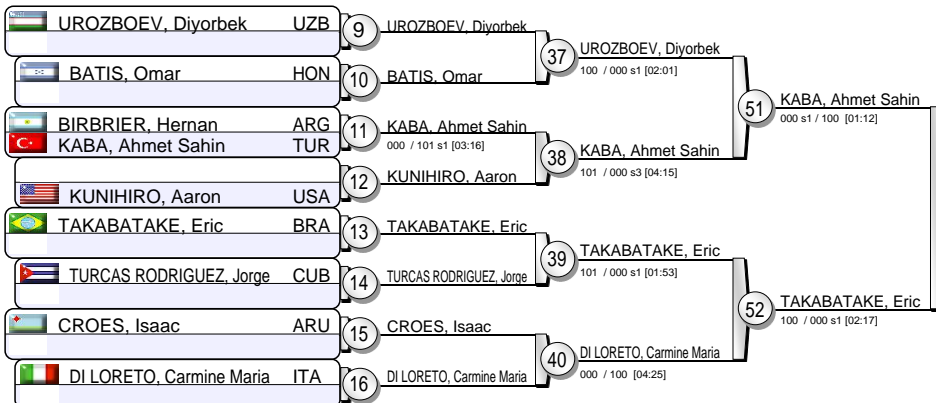 UROZBOEV, Diyorbek UZB
BATIS, Omar HON
BIRBRIER, Hernan ARG
KABA, Ahmet Sahin TUR
KUNIHIRO, Aaron USA
TAKABATAKE, Eric BRA
TURCAS RODRIGUEZ, Jorge CUB
CROES, Isaac ARU
DI LORETO, Carmine Maria ITA
9 UROZBOEV, Diyorbek
10 BATIS, Omar
11 KABA, Ahmet Sahin
000 / 101 s1 [03:16]
12 KUNIHIRO, Aaron
13 TAKABATAKE, Eric
14 TURCAS RODRIGUEZ, Jorge
15 CROES, Isaac
16 DI LORETO, Carmine Maria
37 UROZBOEV, Diyorbek
100 / 000 s1 [02:01]
38 KABA, Ahmet Sahin
101 / 000 s3 [04:15]
39 TAKABATAKE, Eric
101 / 000 s1 [01:53]
40 DI LORETO, Carmine Maria
000 / 100 [04:25]
51 KABA, Ahmet Sahin
000 s1 / 100 [01:12]
52 TAKABATAKE, Eric
100 / 000 s1 [02:17]